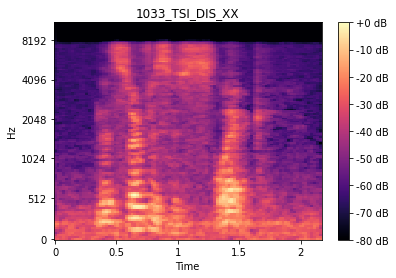 1033_TSI_DIS_XX
+0 dB
8192
-10 dB
4096
-20 dB
-30 dB
2048
-40 dB
Hz
1024
-50 dB
512
-60 dB
-70 dB
0
-80 dB
0 0.5 1 1.5 2
Time